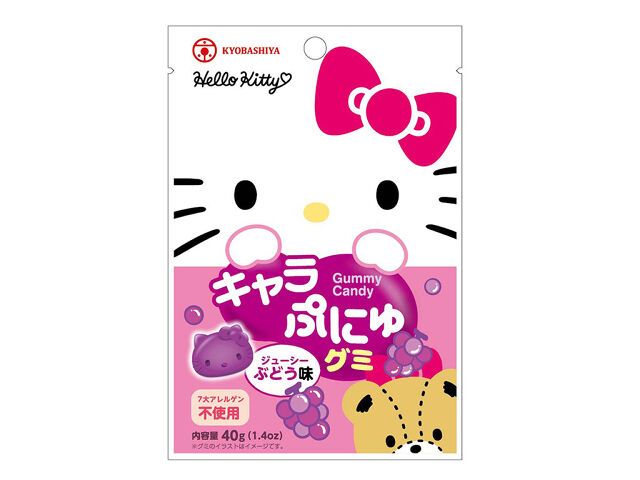 KYOBASHIYA
Hello Kitty
Gummy
Candy
キャラ
ぷにゅ
グミ
ジューシー
ぶどう味
7大アレルゲン
不使用
内容量 40g (1.4oz)
※グミのイラストはイメージです。